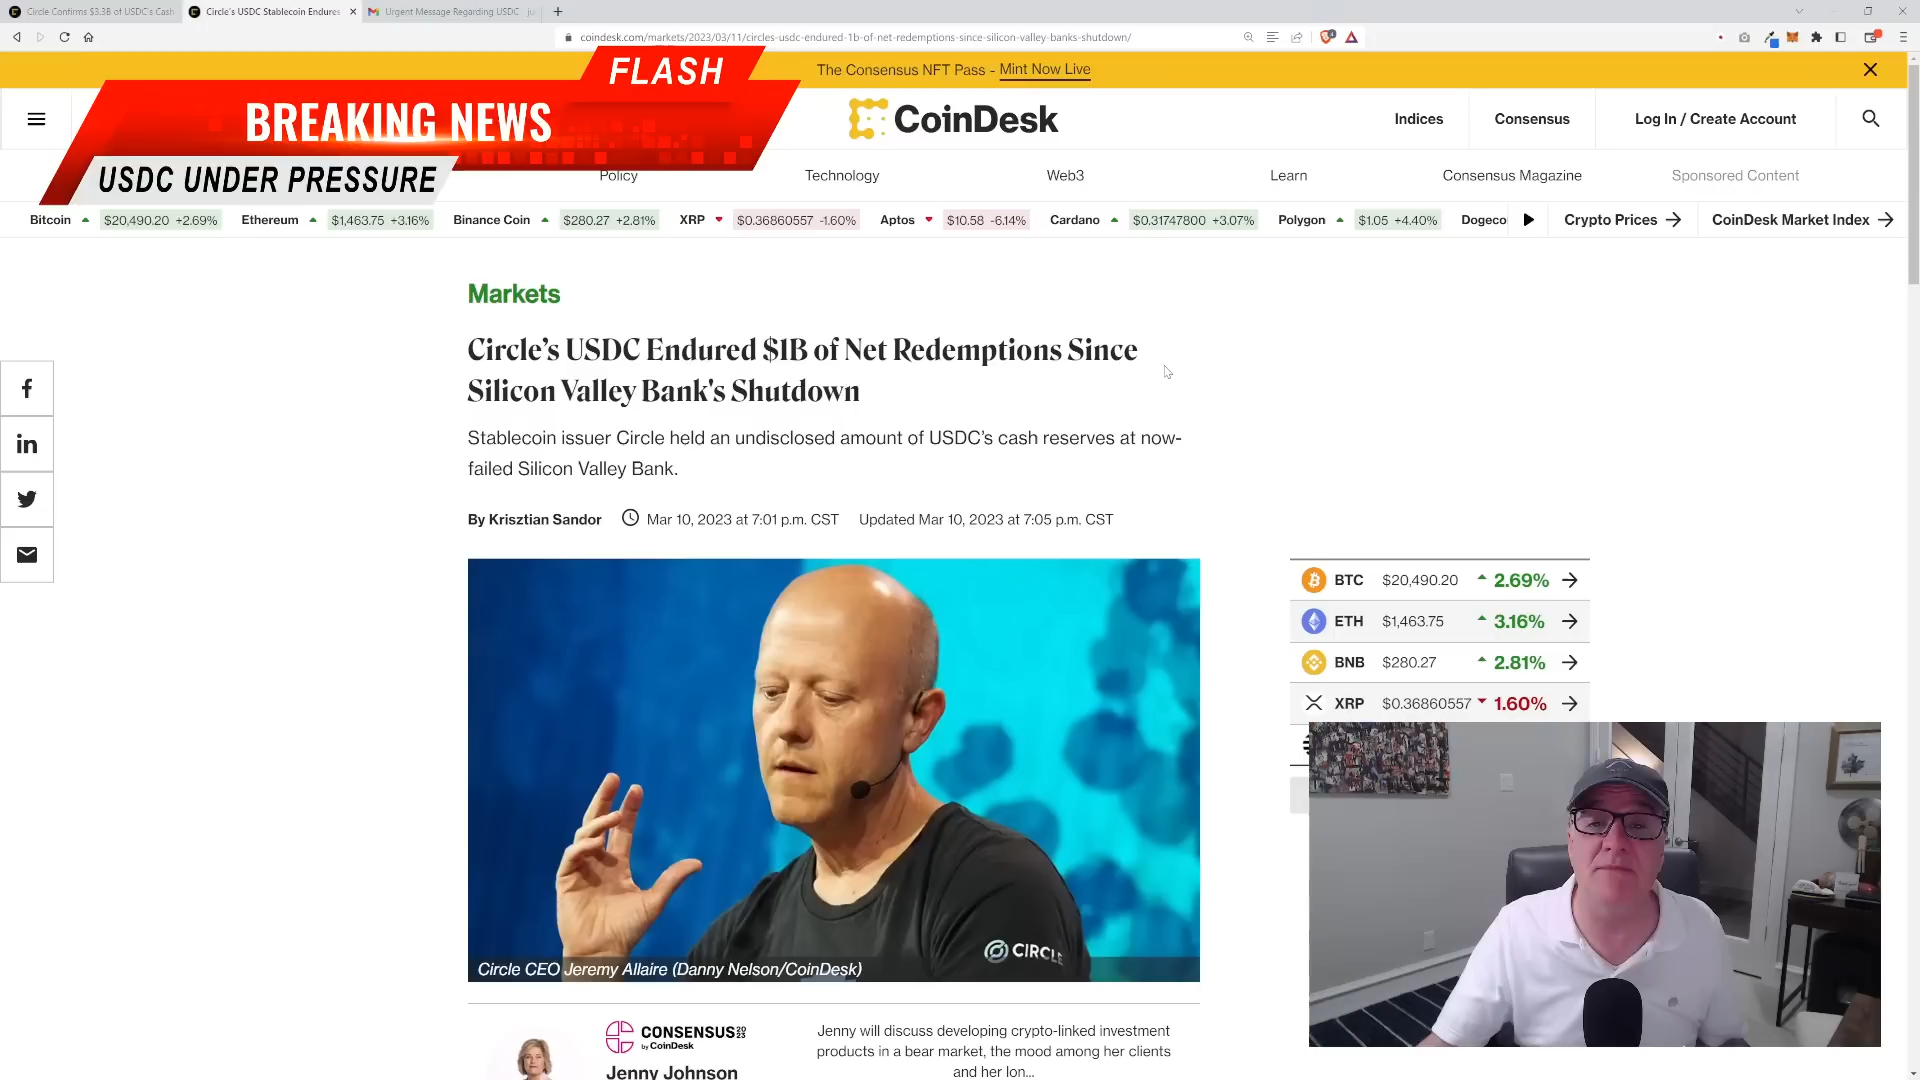 Circle Confirms $3.3B of USDC's Cash
Circle's USDC Stablecoin Endures
Urgent Message Regarding USDC
coindesk.com/markets/2023/03/11/circles-usdc-endured-1b-of-net-redemptions-since-silicon-valley-banks-shutdown/
The Consensus NFT Pass - Mint Now Live
FLASH
BREAKING NEWS
USDC UNDER PRESSURE
CoinDesk
Indices
Consensus
Log In / Create Account
Policy
Technology
Web3
Learn
Consensus Magazine
Sponsored Content
Bitcoin $20,490.20 +2.69% Ethereum $1,463.75 +3.16% Binance Coin $280.27 +2.81% XRP $0.36860557 -1.60% Aptos $10.58 -6.14% Cardano $0.31747800 +3.07% Polygon $1.05 +4.40% Dogeco
Crypto Prices
CoinDesk Market Index
Markets
Circle's USDC Endured $1B of Net Redemptions Since
Silicon Valley Bank's Shutdown
Stablecoin issuer Circle held an undisclosed amount of USDC's cash reserves at now-
failed Silicon Valley Bank.
By Krisztian Sandor Mar 10, 2023 at 7:01 p.m. CST Updated Mar 10, 2023 at 7:05 p.m. CST
BTC $20,490.20 2.69%
ETH $1,463.75 3.16%
BNB $280.27 2.81%
XRP $0.36860557 1.60%
CIRCLE
Circle CEO Jeremy Allaire (Danny Nelson/CoinDesk)
CONSENSUS 2023
by CoinDesk
Jenny Johnson
Jenny will discuss developing crypto-linked investment
products in a bear market, the mood among her clients
and her lon...